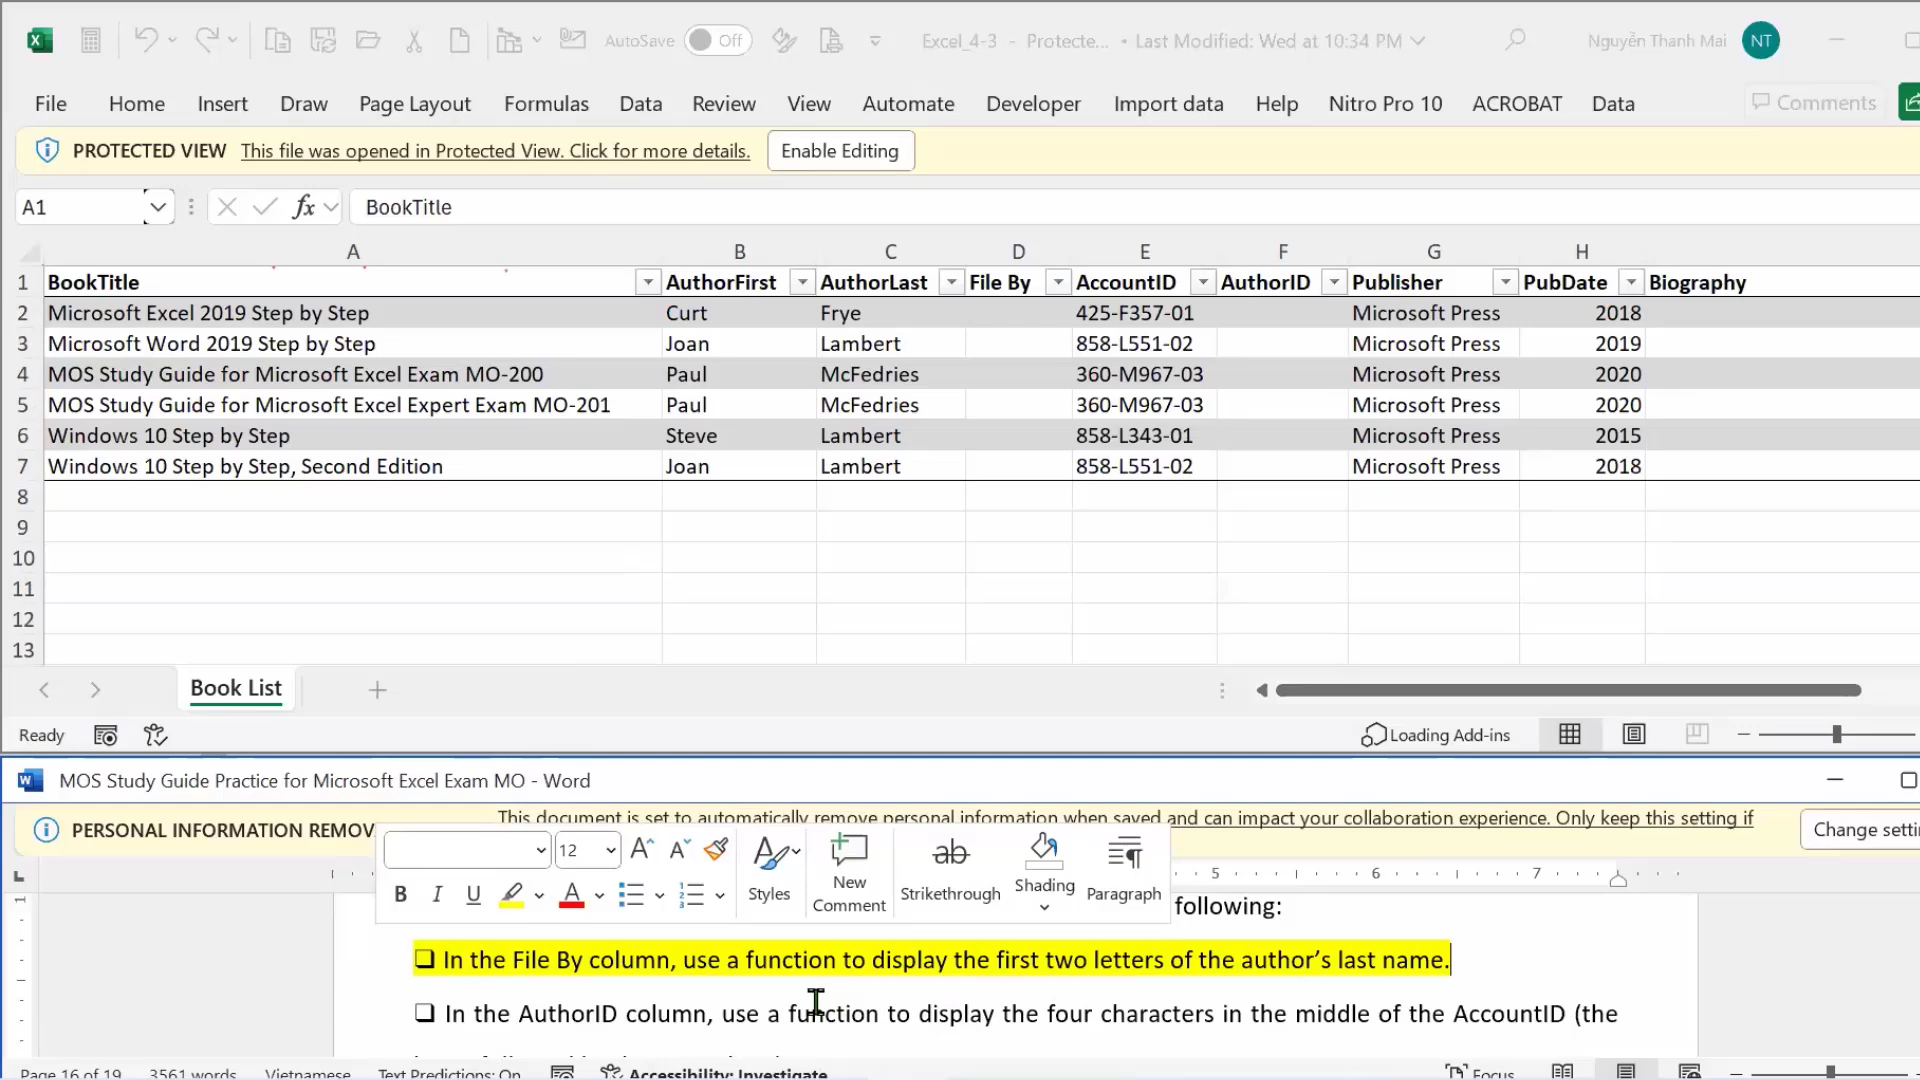 AutoSave Off Excel_4-3 - Protecte... • Last Modified: Wed at 10:34 PM Nguyễn Thanh Mai NT
File Home Insert Draw Page Layout Formulas Data Review View Automate Developer Import data Help Nitro Pro 10 ACROBAT Data Comments
PROTECTED VIEW This file was opened in Protected View. Click for more details. Enable Editing
A1 fx BookTitle
A B C D E F G H
1 BookTitle AuthorFirst AuthorLast File By AccountID AuthorID Publisher PubDate Biography
2 Microsoft Excel 2019 Step by Step Curt Frye 425-F357-01 Microsoft Press 2018
3 Microsoft Word 2019 Step by Step Joan Lambert 858-L551-02 Microsoft Press 2019
4 MOS Study Guide for Microsoft Excel Exam MO-200 Paul McFedries 360-M967-03 Microsoft Press 2020
5 MOS Study Guide for Microsoft Excel Expert Exam MO-201 Paul McFedries 360-M967-03 Microsoft Press 2020
6 Windows 10 Step by Step Steve Lambert 858-L343-01 Microsoft Press 2015
7 Windows 10 Step by Step, Second Edition Joan Lambert 858-L551-02 Microsoft Press 2018
8
9
10
11
12
13
Book List
Ready Loading Add-ins
MOS Study Guide Practice for Microsoft Excel Exam MO - Word
PERSONAL INFORMATION REMOV This document is set to automatically remove personal information when saved and can impact your collaboration experience. Only keep this setting if Change setti
12 Styles New Comment Strikethrough Shading Paragraph
B I U
5 6 7
following:
❑ In the File By column, use a function to display the first two letters of the author’s last name.
❑ In the AuthorID column, use a function to display the four characters in the middle of the AccountID (the
Page 16 of 19 3561 words Vietnamese Text Predictions: On Accessibility: Investigate Focus